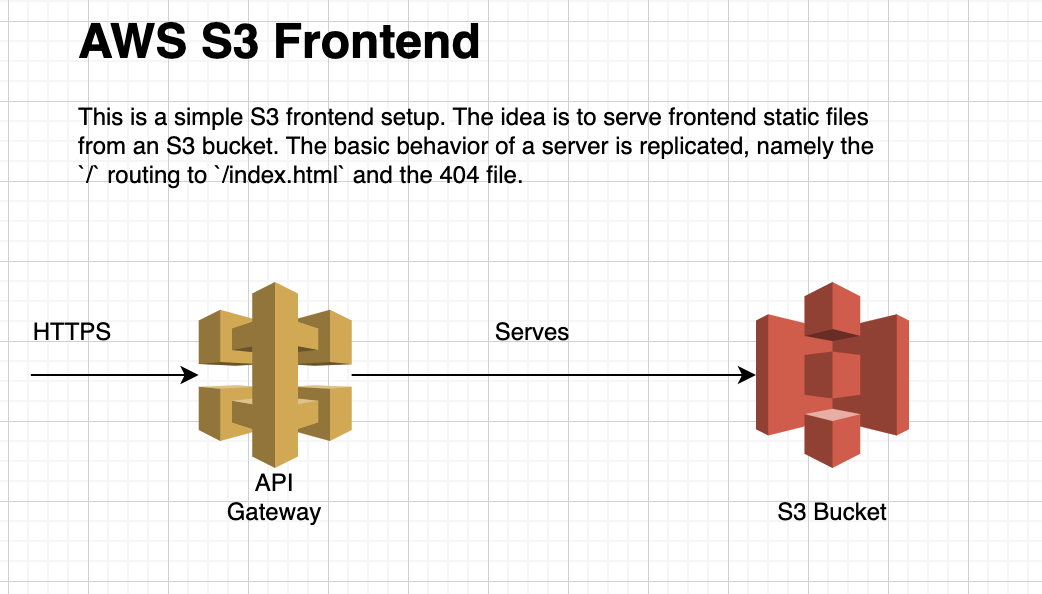 AWS S3 Frontend
This is a simple S3 frontend setup. The idea is to serve frontend static files
from an S3 bucket. The basic behavior of a server is replicated, namely the
`/` routing to `/index.html` and the 404 file.
HTTPS
Serves
API
Gateway
S3 Bucket